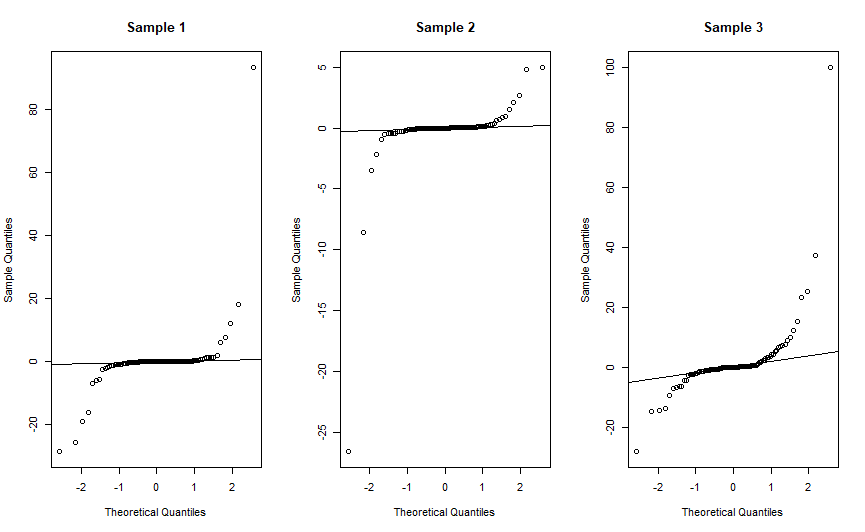 Sample 1
Sample Quantiles
80
60
40
20
0
-20
-2 -1 0 1 2
Theoretical Quantiles
Sample 2
Sample Quantiles
5
0
-5
-10
-15
-20
-25
-2 -1 0 1 2
Theoretical Quantiles
Sample 3
Sample Quantiles
100
80
60
40
20
0
-20
-2 -1 0 1 2
Theoretical Quantiles